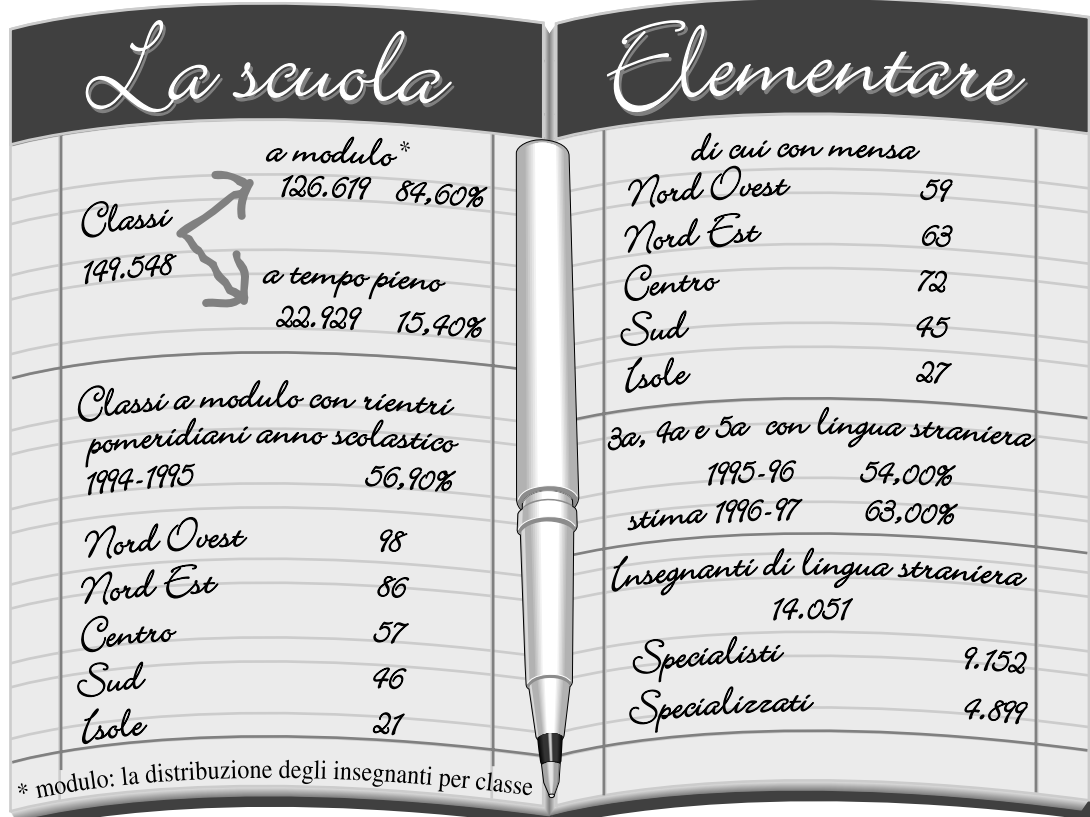 La scuola Elementare
a modulo*
126.619 84,60%
Classi
149.548
a tempo pieno
22.929 15,40%
Classi a modulo con rientri
pomeridiani anno scolastico
1994-1995 56,90%
Nord Ovest 98
Nord Est 86
Centro 57
Sud 46
Isole 21
* modulo: la distribuzione degli insegnanti per classe
di cui con mensa
Nord Ovest 59
Nord Est 63
Centro 72
Sud 45
Isole 27
3a, 4a e 5a con lingua straniera
1995-96 54,00%
stima 1996-97 63,00%
Insegnanti di lingua straniera
14.051
Specialisti 9.152
Specializzati 4.899